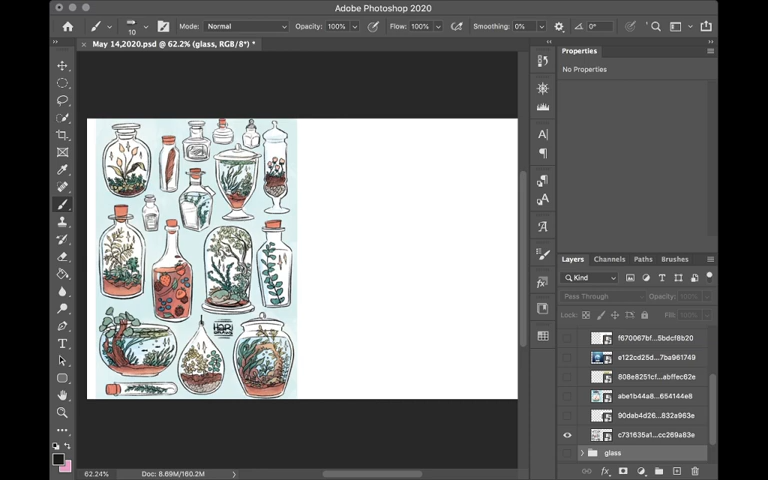 Adobe Photoshop 2020
10
Mode: Normal
Opacity: 100%
Flow: 100%
Smoothing: 0%
0°
May 14,2020.psd @ 62.2% (glass, RGB/8*) *
Properties
No Properties
Layers Channels Paths Brushes
Kind
Pass Through
Opacity: 100%
Lock:
Fill: 100%
f670067bf...5bdcf8b20
e122cd25d...7ba961749
808e8251cf...abffec62e
abe1b44a8...654144e8
90dab4d26...832a963e
c731635a1...cc269a83e
glass
62.24%
Doc: 8.69M/160.2M